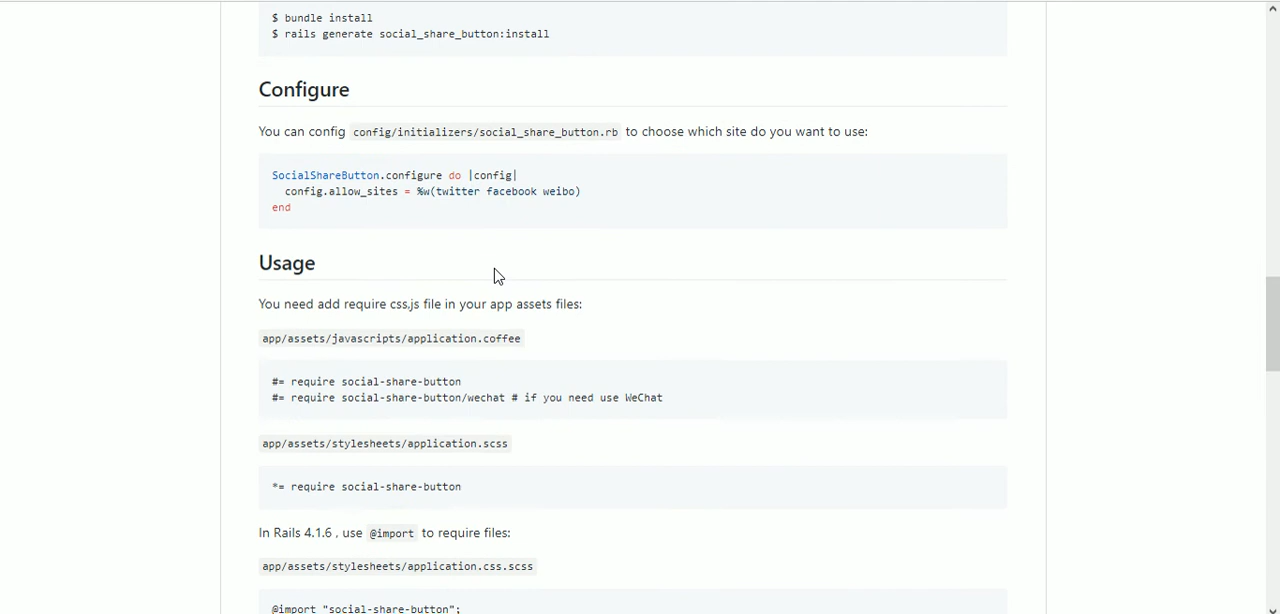 $ bundle install
$ rails generate social_share_button:install
Configure
You can config config/initializers/social_share_button.rb to choose which site do you want to use:
SocialShareButton.configure do |config|
  config.allow_sites = %w(twitter facebook weibo)
end
Usage
You need add require css,js file in your app assets files:
app/assets/javascripts/application.coffee
#= require social-share-button
#= require social-share-button/wechat # if you need use WeChat
app/assets/stylesheets/application.scss
*= require social-share-button
In Rails 4.1.6 , use @import to require files:
app/assets/stylesheets/application.css.scss
@import "social-share-button";